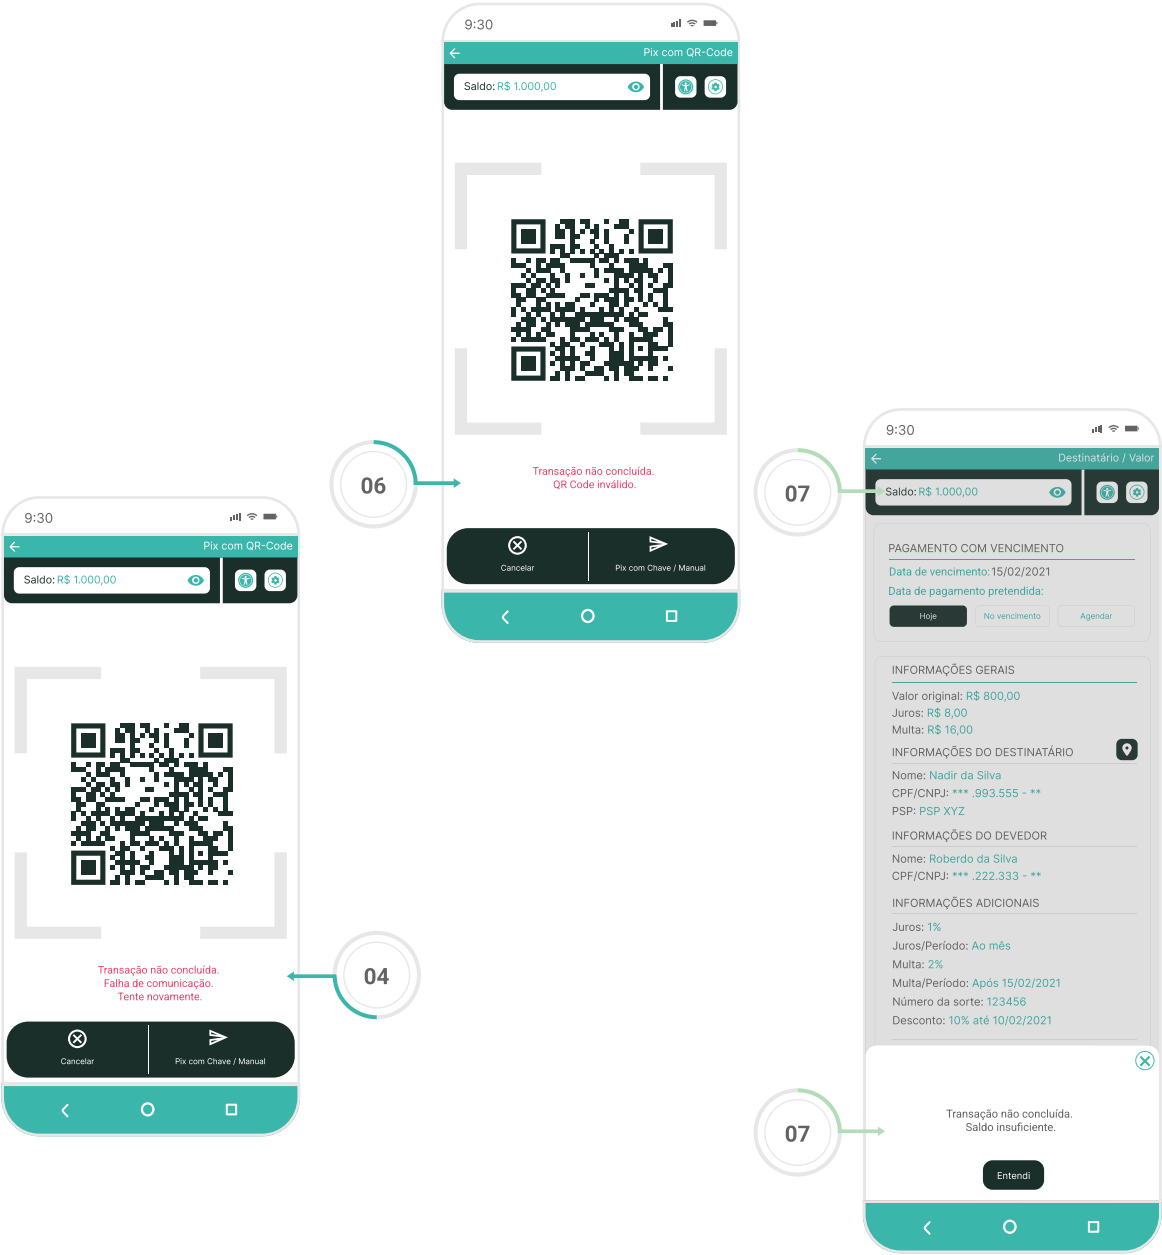 9:30
Pix com QR-Code
Saldo: R$ 1.000,00
06
Transação não concluída.
QR Code inválido.
Cancelar
Pix com Chave / Manual
9:30
Pix com QR-Code
Saldo: R$ 1.000,00
04
Transação não concluída.
Falha de comunicação.
Tente novamente.
Cancelar
Pix com Chave / Manual
07
9:30
Destinatário / Valor
Saldo: R$ 1.000,00
PAGAMENTO COM VENCIMENTO
Data de vencimento: 15/02/2021
Data de pagamento pretendida:
Hoje
No vencimento
Agendar
INFORMAÇÕES GERAIS
Valor original: R$ 800,00
Juros: R$ 8,00
Multa: R$ 16,00
INFORMAÇÕES DO DESTINATÁRIO
Nome: Nadir da Silva
CPF/CNPJ: *** .993.555 - **
PSP: PSP XYZ
INFORMAÇÕES DO DEVEDOR
Nome: Roberdo da Silva
CPF/CNPJ: *** .222.333 - **
INFORMAÇÕES ADICIONAIS
Juros: 1%
Juros/Período: Ao mês
Multa: 2%
Multa/Período: Após 15/02/2021
Número da sorte: 123456
Desconto: 10% até 10/02/2021
07
Transação não concluída.
Saldo insuficiente.
Entendi